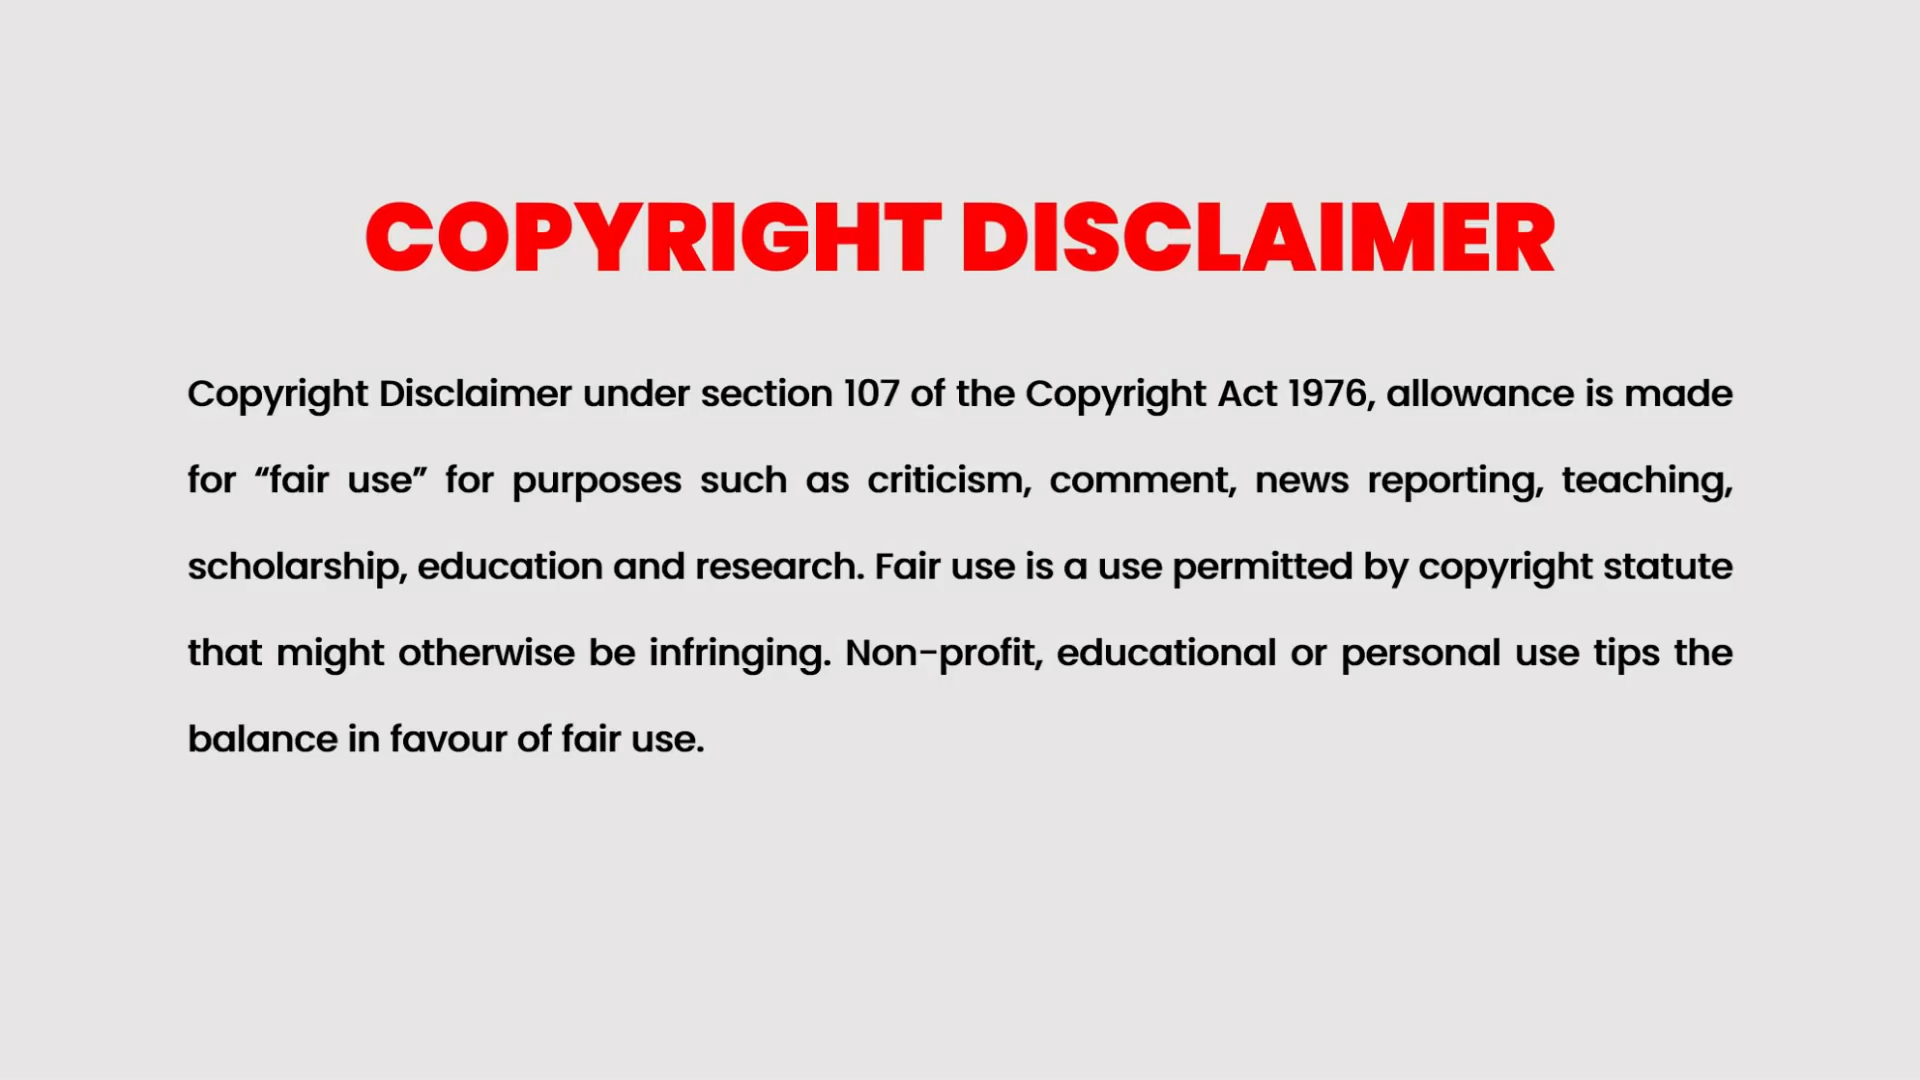 COPYRIGHT DISCLAIMER
Copyright Disclaimer under section 107 of the Copyright Act 1976, allowance is made
for “fair use” for purposes such as criticism, comment, news reporting, teaching,
scholarship, education and research. Fair use is a use permitted by copyright statute
that might otherwise be infringing. Non-profit, educational or personal use tips the
balance in favour of fair use.